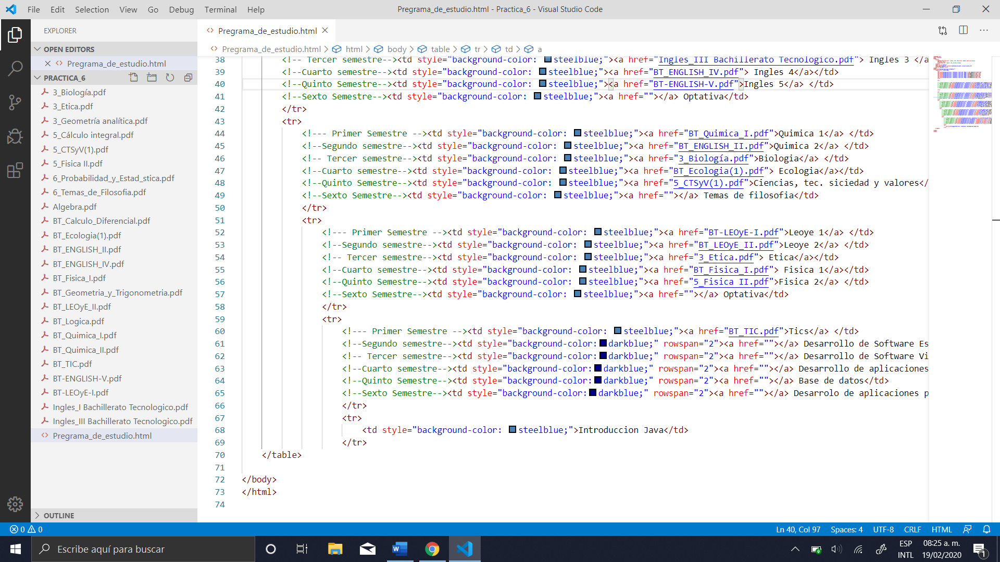 File Edit Selection View Go Debug Terminal Help
Pregrama_de_estudio.html - Practica_6 - Visual Studio Code
EXPLORER
OPEN EDITORS
Pregrama_de_estudio.html
PRACTICA_6
3_Biología.pdf
3_Etica.pdf
3_Geometría analítica.pdf
5_Cálculo integral.pdf
5_CTSyV(1).pdf
5_Fisica II.pdf
6_Probabilidad_y_Estad_stica.pdf
6_Temas_de_Filosofia.pdf
Algebra.pdf
BT_Calculo_Diferencial.pdf
BT_Ecologia(1).pdf
BT_ENGLISH_II.pdf
BT_ENGLISH_IV.pdf
BT_Fisica_I.pdf
BT_Geometria_y_Trigonometria.pdf
BT_LEOyE_II.pdf
BT_Logica.pdf
BT_Quimica_I.pdf
BT_Quimica_II.pdf
BT_TIC.pdf
BT-ENGLISH-V.pdf
BT-LEOyE-I.pdf
Ingles_I Bachillerato Tecnologico.pdf
Ingles_III Bachillerato Tecnologico.pdf
Pregrama_de_estudio.html
OUTLINE
Pregrama_de_estudio.html
Pregrama_de_estudio.html > html > body > table > tr > td > a
38 <!-- Tercer semestre--><td style="background-color: steelblue;"><a href="Ingles_III Bachillerato Tecnologico.pdf"> Ingles 3 </a
39 <!--Cuarto semestre--><td style="background-color: steelblue;"><a href="BT_ENGLISH_IV.pdf"> Ingles 4</a></td>
40 <!--Quinto Semestre--><td style="background-color: steelblue;"><a href="BT-ENGLISH-V.pdf">Ingles 5</a> </td>
41 <!--Sexto Semestre--><td style="background-color: steelblue;"><a href=""></a> Optativa</td>
42 </tr>
43 <tr>
44 <!--- Primer Semestre --><td style="background-color: steelblue;"><a href="BT_Quimica_I.pdf">Quimica 1</a> </td>
45 <!--Segundo semestre--><td style="background-color: steelblue;"><a href="BT_ENGLISH_II.pdf">Quimica 2</a> </td>
46 <!-- Tercer semestre--><td style="background-color: steelblue;"><a href="3_Biología.pdf">Biologia</a> </td>
47 <!--Cuarto semestre--><td style="background-color: steelblue;"><a href="BT_Ecologia(1).pdf"> Ecologia</a></td>
48 <!--Quinto Semestre--><td style="background-color: steelblue;"><a href="5_CTSyV(1).pdf">Ciencias, tec. siciedad y valores</
49 <!--Sexto Semestre--><td style="background-color: steelblue;"><a href=""></a> Temas de filosofia</td>
50 </tr>
51 <tr>
52 <!--- Primer Semestre --><td style="background-color: steelblue;"><a href="BT-LEOyE-I.pdf">Leoye 1</a> </td>
53 <!--Segundo semestre--><td style="background-color: steelblue;"><a href="BT_LEOyE_II.pdf">Leoye 2</a> </td>
54 <!-- Tercer semestre--><td style="background-color: steelblue;"><a href="3_Etica.pdf"> Etica</a></td>
55 <!--Cuarto semestre--><td style="background-color: steelblue;"><a href="BT_Fisica_I.pdf"> Fisica 1</a></td>
56 <!--Quinto Semestre--><td style="background-color: steelblue;"><a href="5_Fisica II.pdf">Fisica 2</a> </td>
57 <!--Sexto Semestre--><td style="background-color: steelblue;"><a href=""></a> Optativa</td>
58 </tr>
59 <tr>
60 <!--- Primer Semestre --><td style="background-color: steelblue;"><a href="BT_TIC.pdf">Tics</a> </td>
61 <!--Segundo semestre--><td style="background-color:darkblue;" rowspan="2"><a href=""></a> Desarrollo de Software Es
62 <!-- Tercer semestre--><td style="background-color:darkblue;" rowspan="2"><a href=""></a> Desarrollo de Software Vi
63 <!--Cuarto semestre--><td style="background-color:darkblue;" rowspan="2"><a href=""></a> Desarrollo de aplicaciones
64 <!--Quinto Semestre--><td style="background-color:darkblue;" rowspan="2"><a href=""></a> Base de datos</td>
65 <!--Sexto Semestre--><td style="background-color:darkblue;" rowspan="2"><a href=""></a> Desarrolo de aplicaciones p
66 </tr>
67 <tr>
68 <td style="background-color: steelblue;">Introduccion Java</td>
69 </tr>
70 </table>
71
72 </body>
73 </html>
74
0 0
Ln 40, Col 97 Spaces: 4 UTF-8 CRLF HTML
Escribe aquí para buscar
ESP
INTL
08:25 a. m.
19/02/2020
1